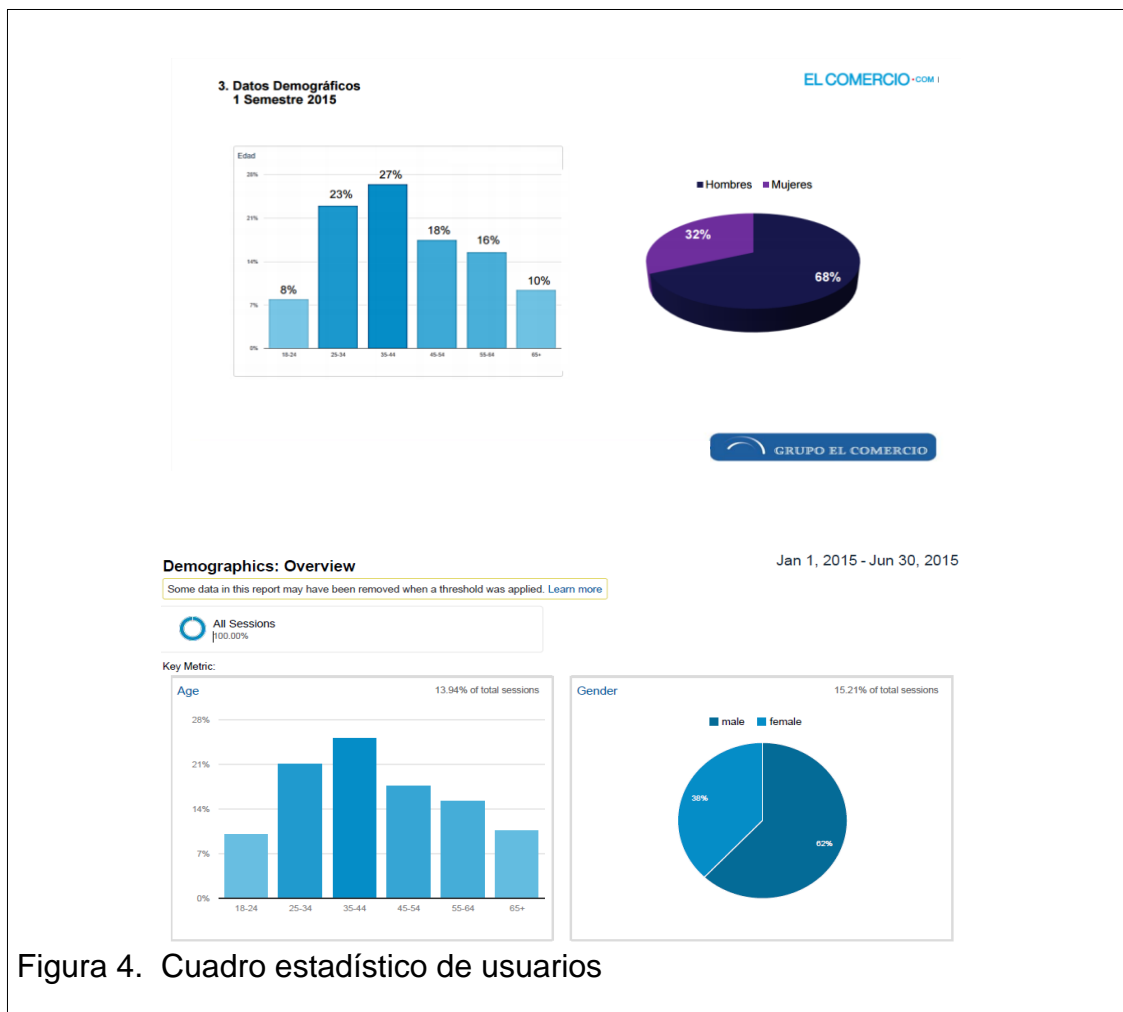 3. Datos Demográficos
1 Semestre 2015
EL COMERCIO.COM
Edad
28%
21%
14%
7%
0%
8%
23%
27%
18%
16%
10%
18-24
25-34
35-44
45-54
55-64
65+
Hombres Mujeres
32%
68%
GRUPO EL COMERCIO
Demographics: Overview
Jan 1, 2015 - Jun 30, 2015
Some data in this report may have been removed when a threshold was applied. Learn more
All Sessions
100.00%
Key Metric:
Age
13.94% of total sessions
28%
21%
14%
7%
0%
18-24
25-34
35-44
45-54
55-64
65+
Gender
15.21% of total sessions
male female
38%
62%
Figura 4. Cuadro estadístico de usuarios